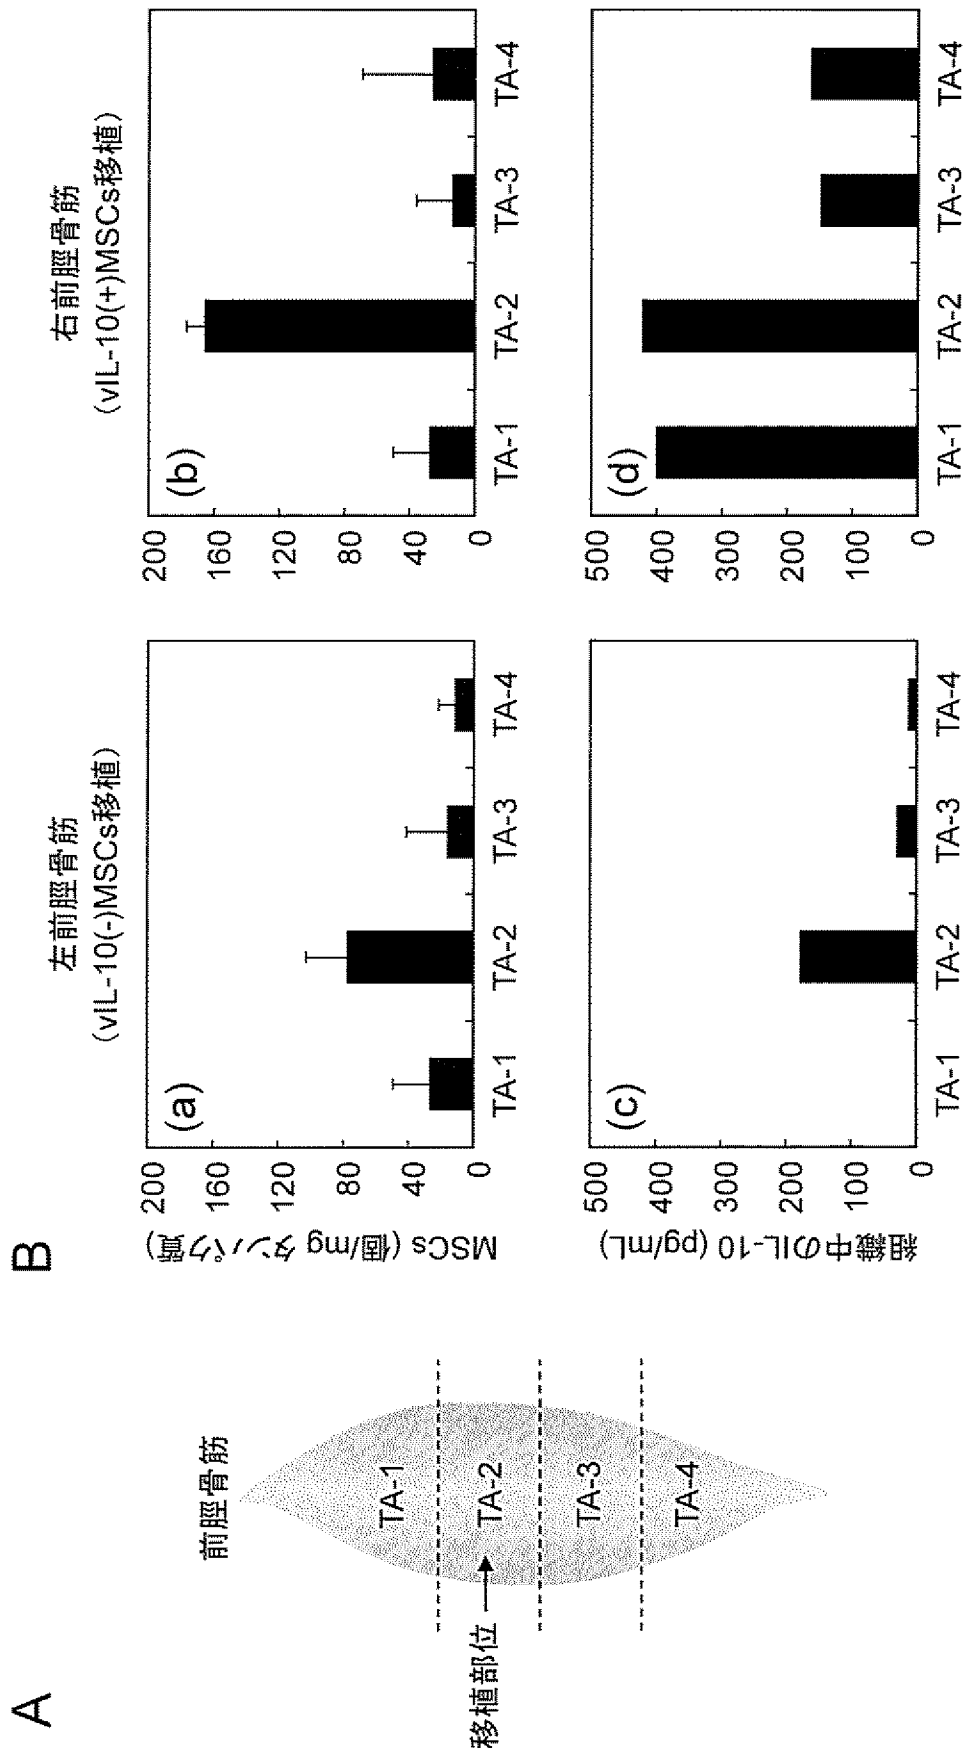 A
前脛骨筋
TA-1
移植部位
TA-2
TA-3
TA-4
B
左前脛骨筋
(vIL-10(-)MSCs移植)
右前脛骨筋
(vIL-10(+)MSCs移植)
MSCs (個/mg タンパク質)
(a)
200
160
120
80
40
0
TA-1
TA-2
TA-3
TA-4
(b)
200
160
120
80
40
0
TA-1
TA-2
TA-3
TA-4
組織中のIL-10 (pg/mL)
(c)
500
400
300
200
100
0
TA-1
TA-2
TA-3
TA-4
(d)
500
400
300
200
100
0
TA-1
TA-2
TA-3
TA-4